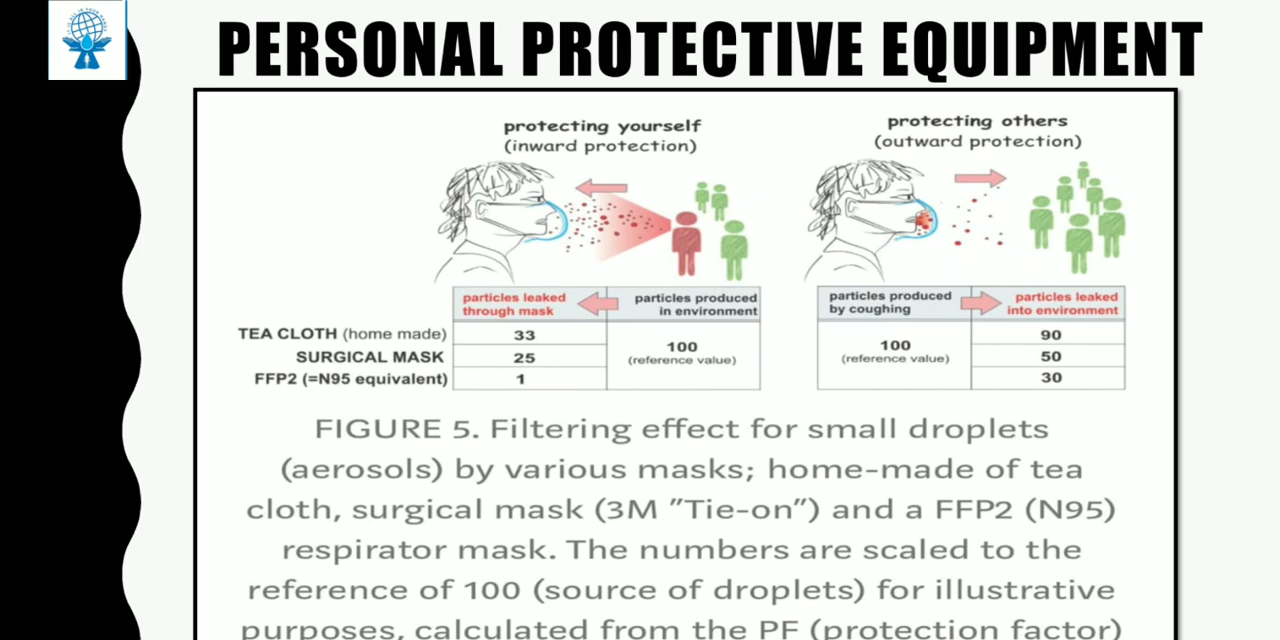 PERSONAL PROTECTIVE EQUIPMENT
protecting yourself
(inward protection)
protecting others
(outward protection)
particles leaked
through mask
particles produced
in environment
particles produced
by coughing
particles leaked
into environment
TEA CLOTH (home made)
33
100
(reference value)
100
(reference value)
90
SURGICAL MASK
25
50
FFP2 (=N95 equivalent)
1
30
FIGURE 5. Filtering effect for small droplets
(aerosols) by various masks; home-made of tea
cloth, surgical mask (3M ”Tie-on”) and a FFP2 (N95)
respirator mask. The numbers are scaled to the
reference of 100 (source of droplets) for illustrative
purposes, calculated from the PF (protection factor)